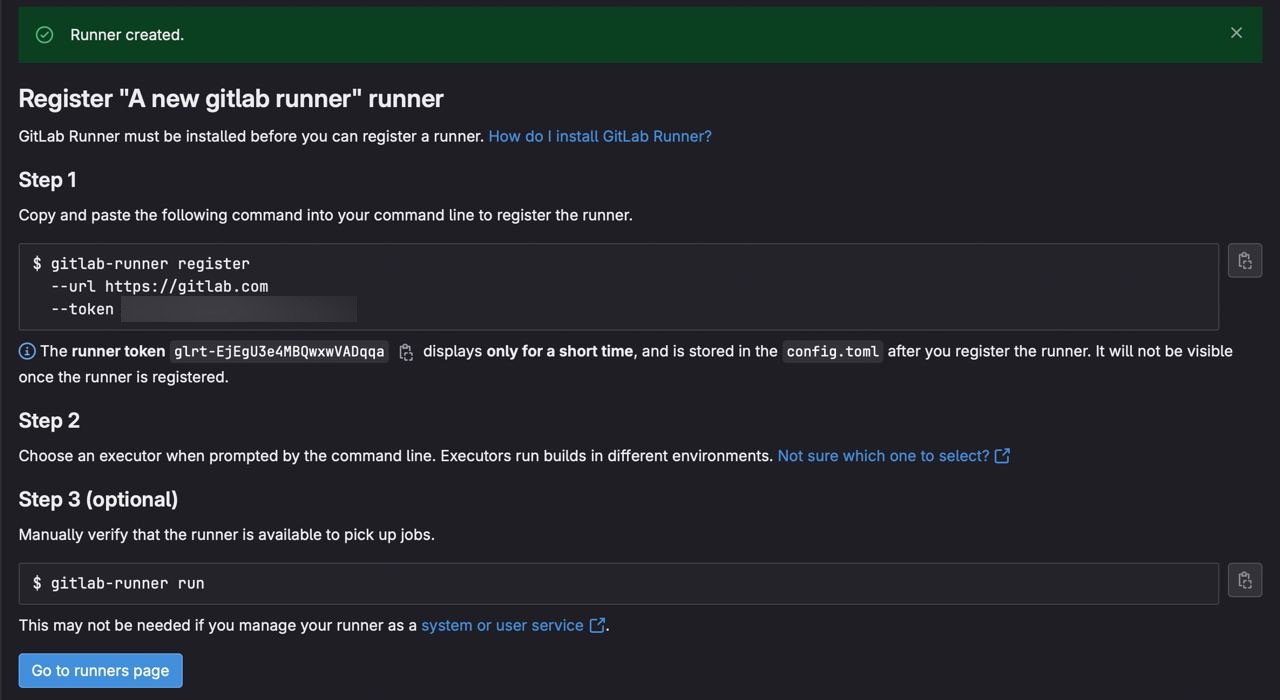 Runner created.
Register "A new gitlab runner" runner
GitLab Runner must be installed before you can register a runner. How do I install GitLab Runner?
Step 1
Copy and paste the following command into your command line to register the runner.
$ gitlab-runner register
--url https://gitlab.com
--token
The runner token glrt-EjEgU3e4MBQwxwVADqqa displays only for a short time, and is stored in the config.toml after you register the runner. It will not be visible
once the runner is registered.
Step 2
Choose an executor when prompted by the command line. Executors run builds in different environments. Not sure which one to select?
Step 3 (optional)
Manually verify that the runner is available to pick up jobs.
$ gitlab-runner run
This may not be needed if you manage your runner as a system or user service.
Go to runners page